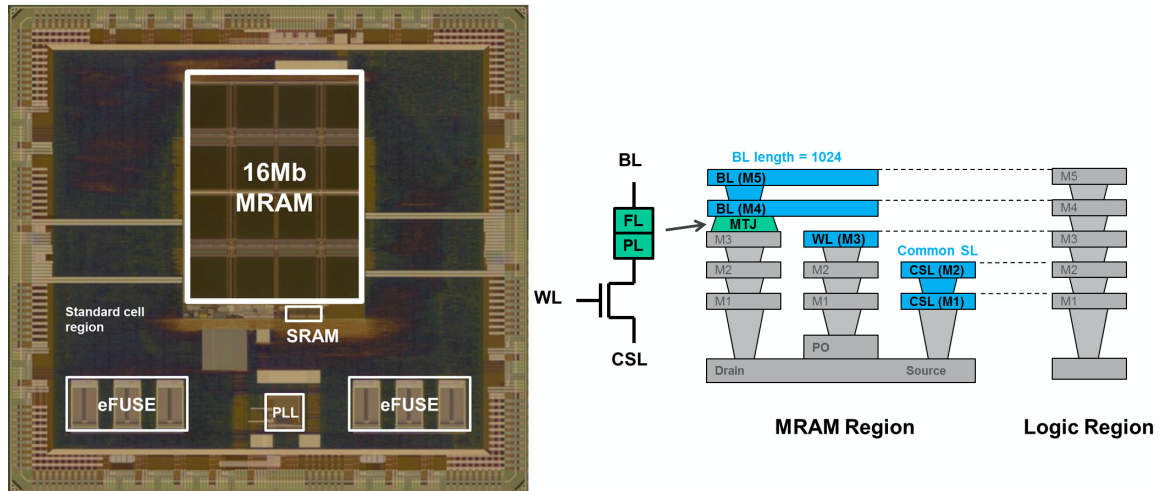 16Mb
MRAM
Standard cell
region
SRAM
eFUSE
PLL
eFUSE
BL
FL
PL
WL
CSL
BL length = 1024
BL (M5)
BL (M4)
MTJ
M3
M2
M1
Drain
WL (M3)
M2
M1
PO
Common SL
CSL (M2)
CSL (M1)
Source
M5
M4
M3
M2
M1
MRAM Region
Logic Region